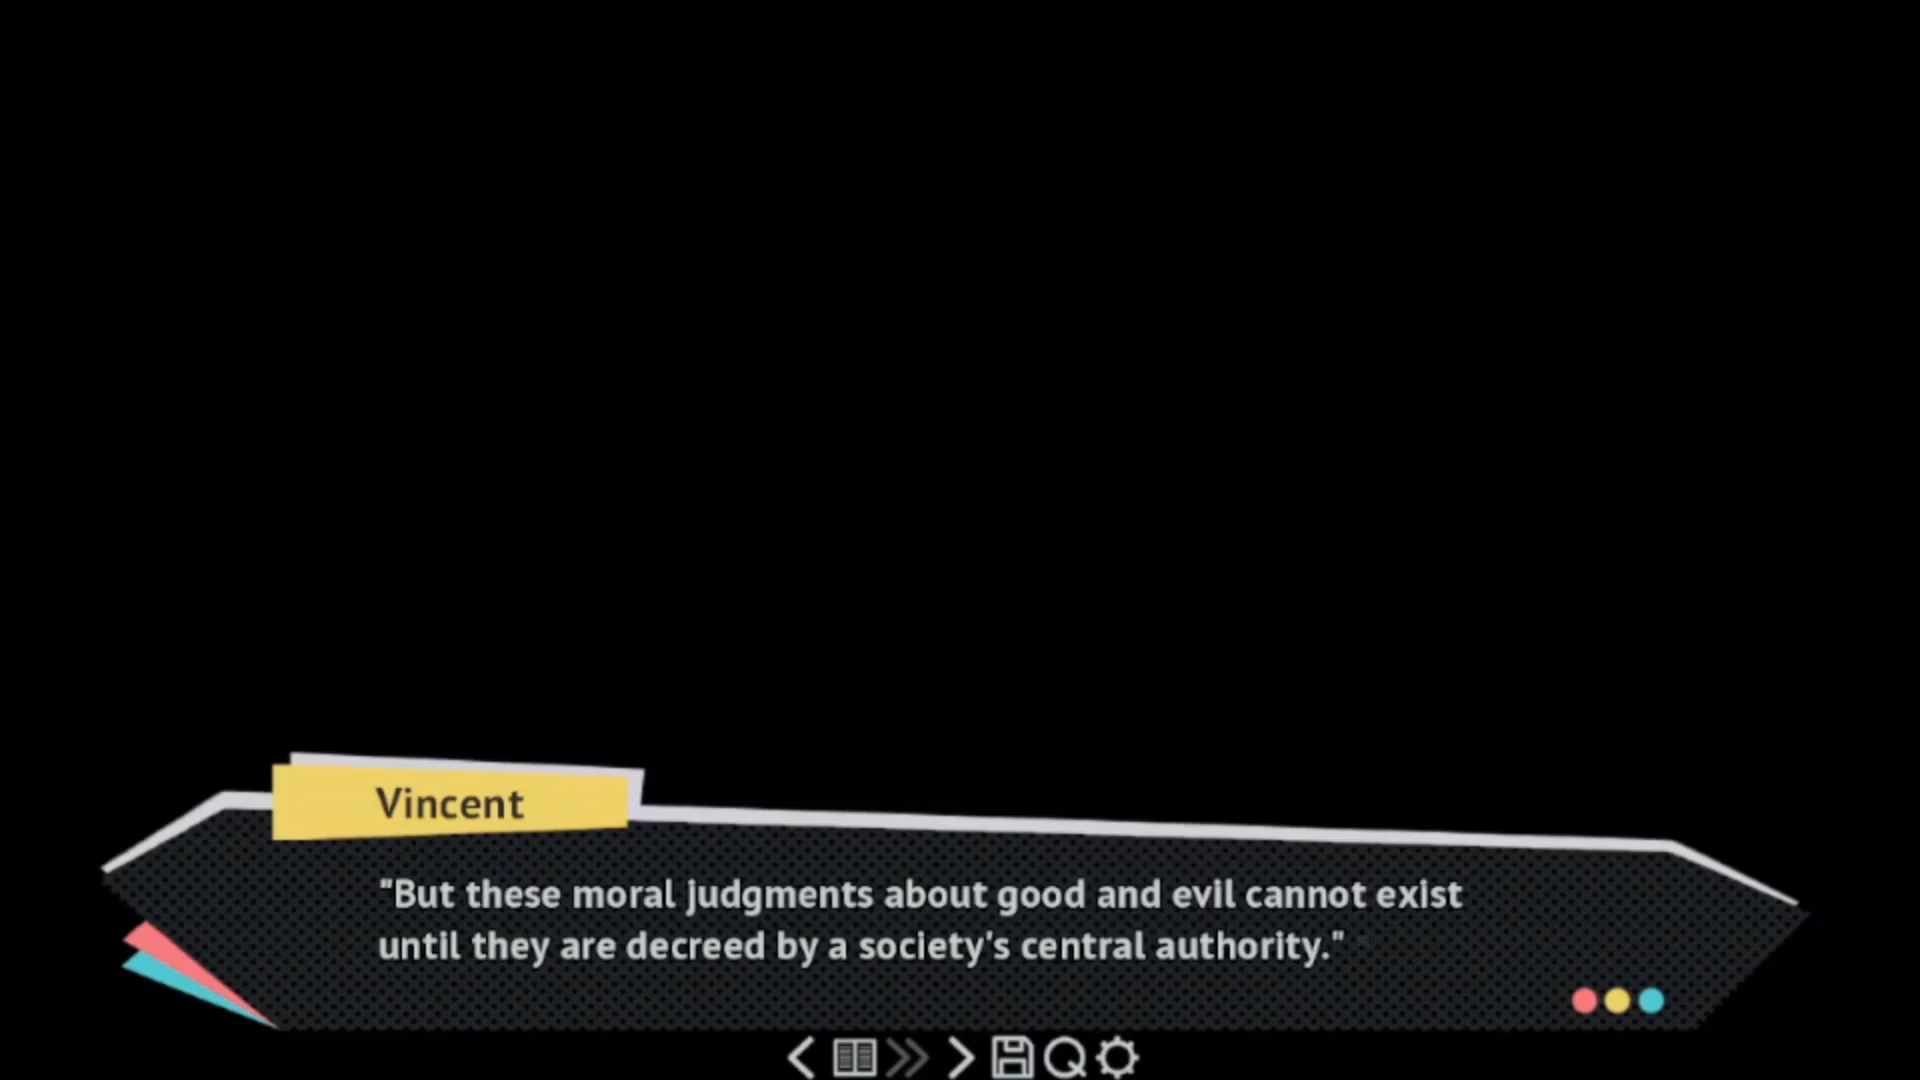 Vincent
"But these moral judgments about good and evil cannot exist
until they are decreed by a society's central authority."